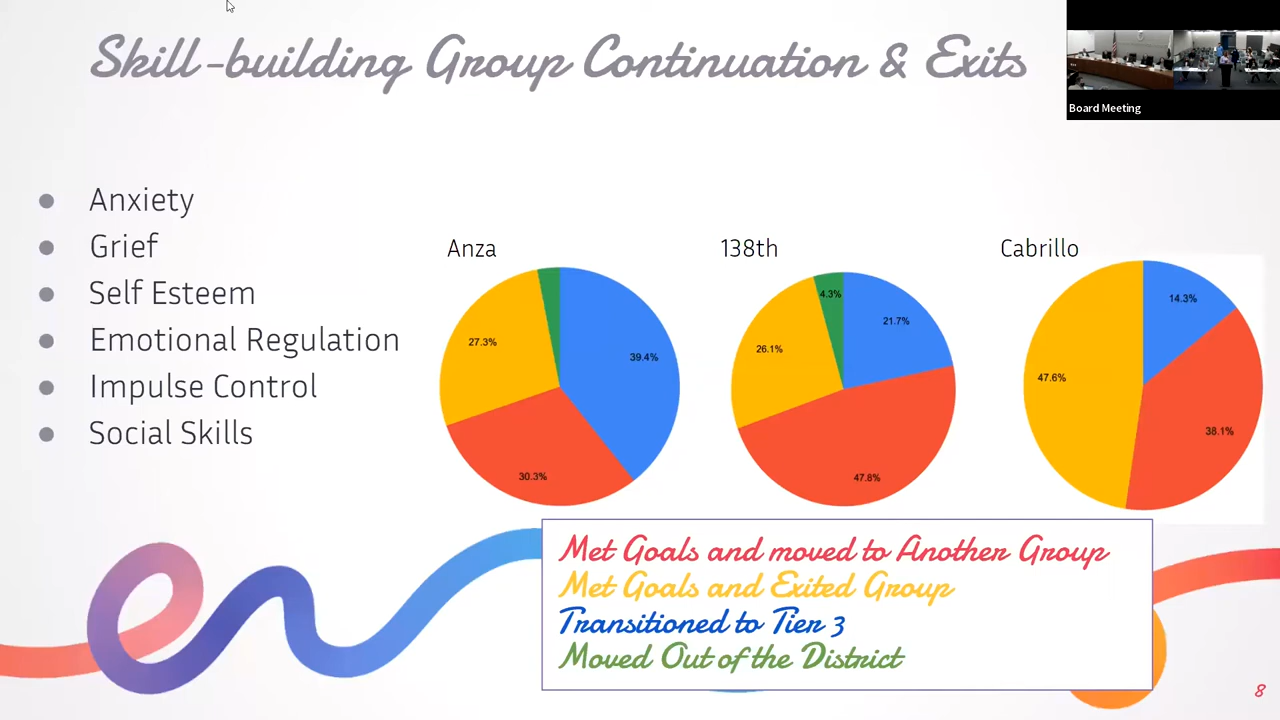 Skill-building Group Continuation & Exits
Board Meeting
Anxiety
Grief
Self Esteem
Emotional Regulation
Impulse Control
Social Skills
Anza
39.4%
30.3%
27.3%
138th
4.3%
21.7%
26.1%
47.8%
Cabrillo
14.3%
47.6%
38.1%
Met Goals and moved to Another Group
Met Goals and Exited Group
Transitioned to Tier 3
Moved Out of the District
8